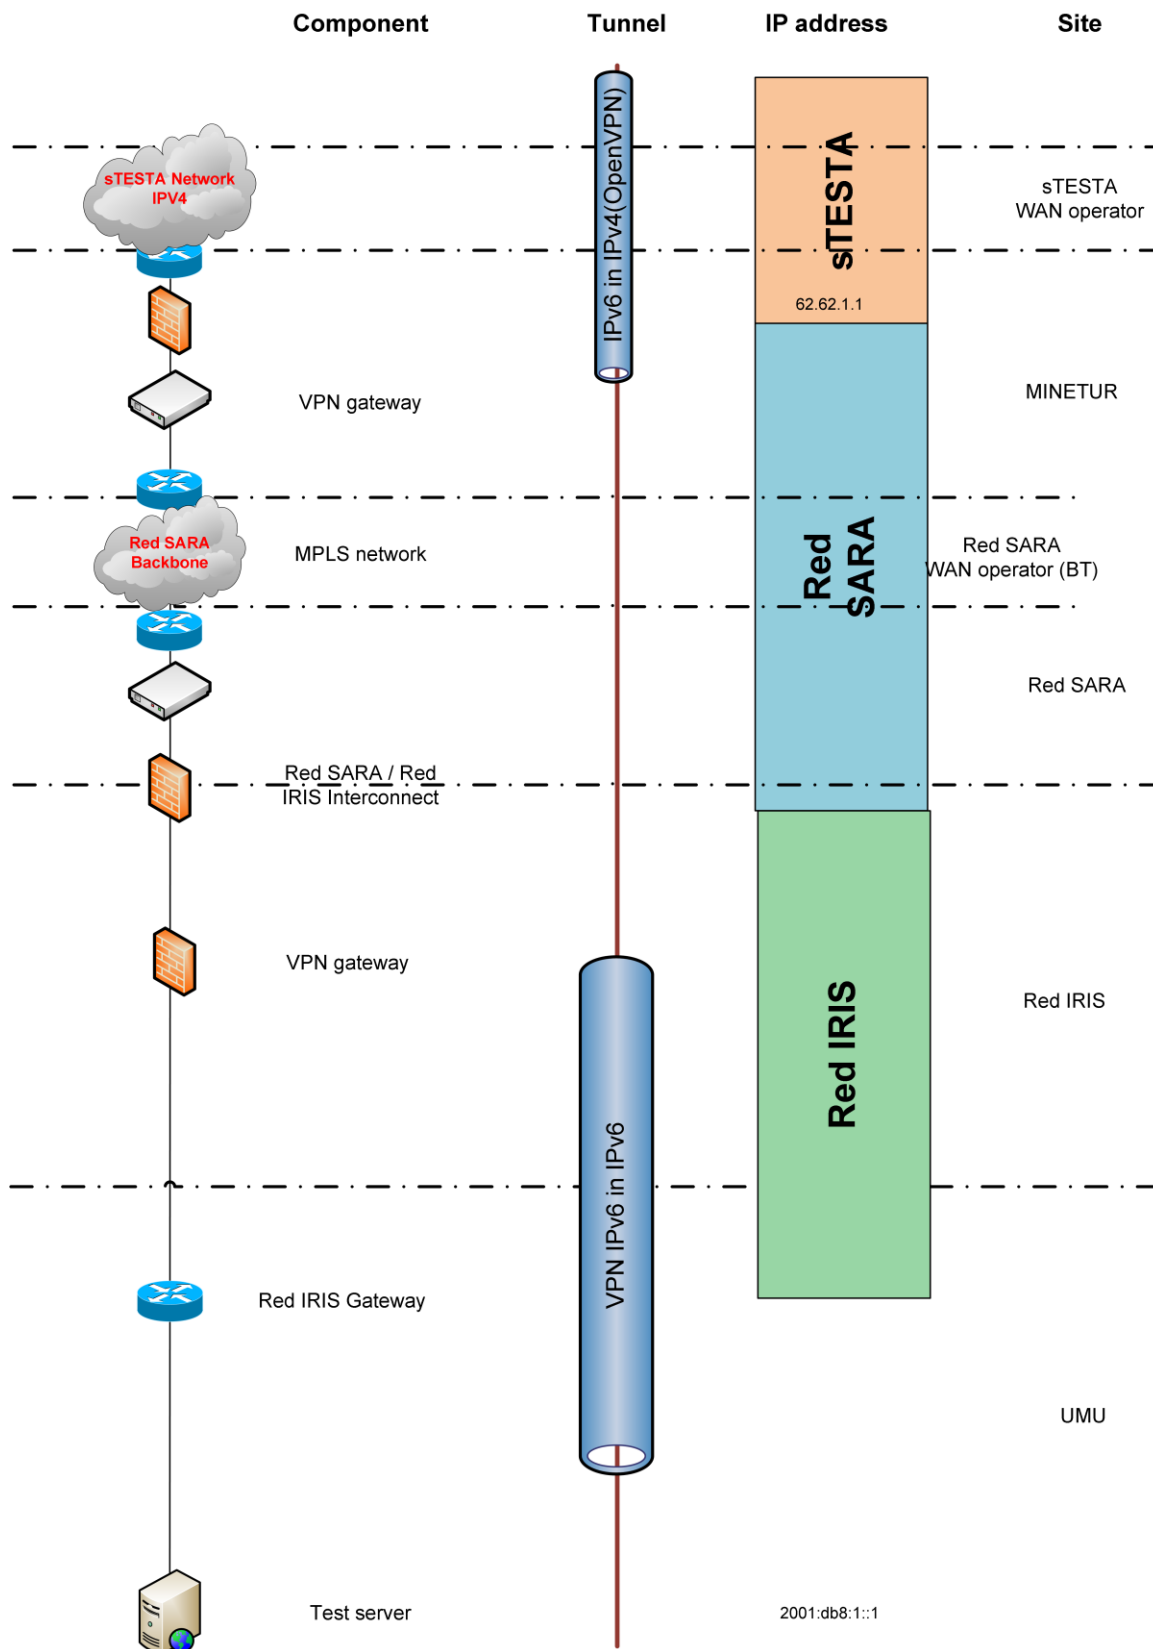 Component
Tunnel
IP address
Site
sTESTA Network
IPV4
IPv6 in IPv4(OpenVPN)
sTESTA
sTESTA
WAN operator
62.62.1.1
VPN gateway
MINETUR
Red SARA
Backbone
MPLS network
Red
SARA
Red SARA
WAN operator (BT)
Red SARA
Red SARA / Red
IRIS Interconnect
VPN gateway
Red IRIS
Red IRIS
VPN IPv6 in IPv6
Red IRIS Gateway
UMU
Test server
2001:db8:1::1